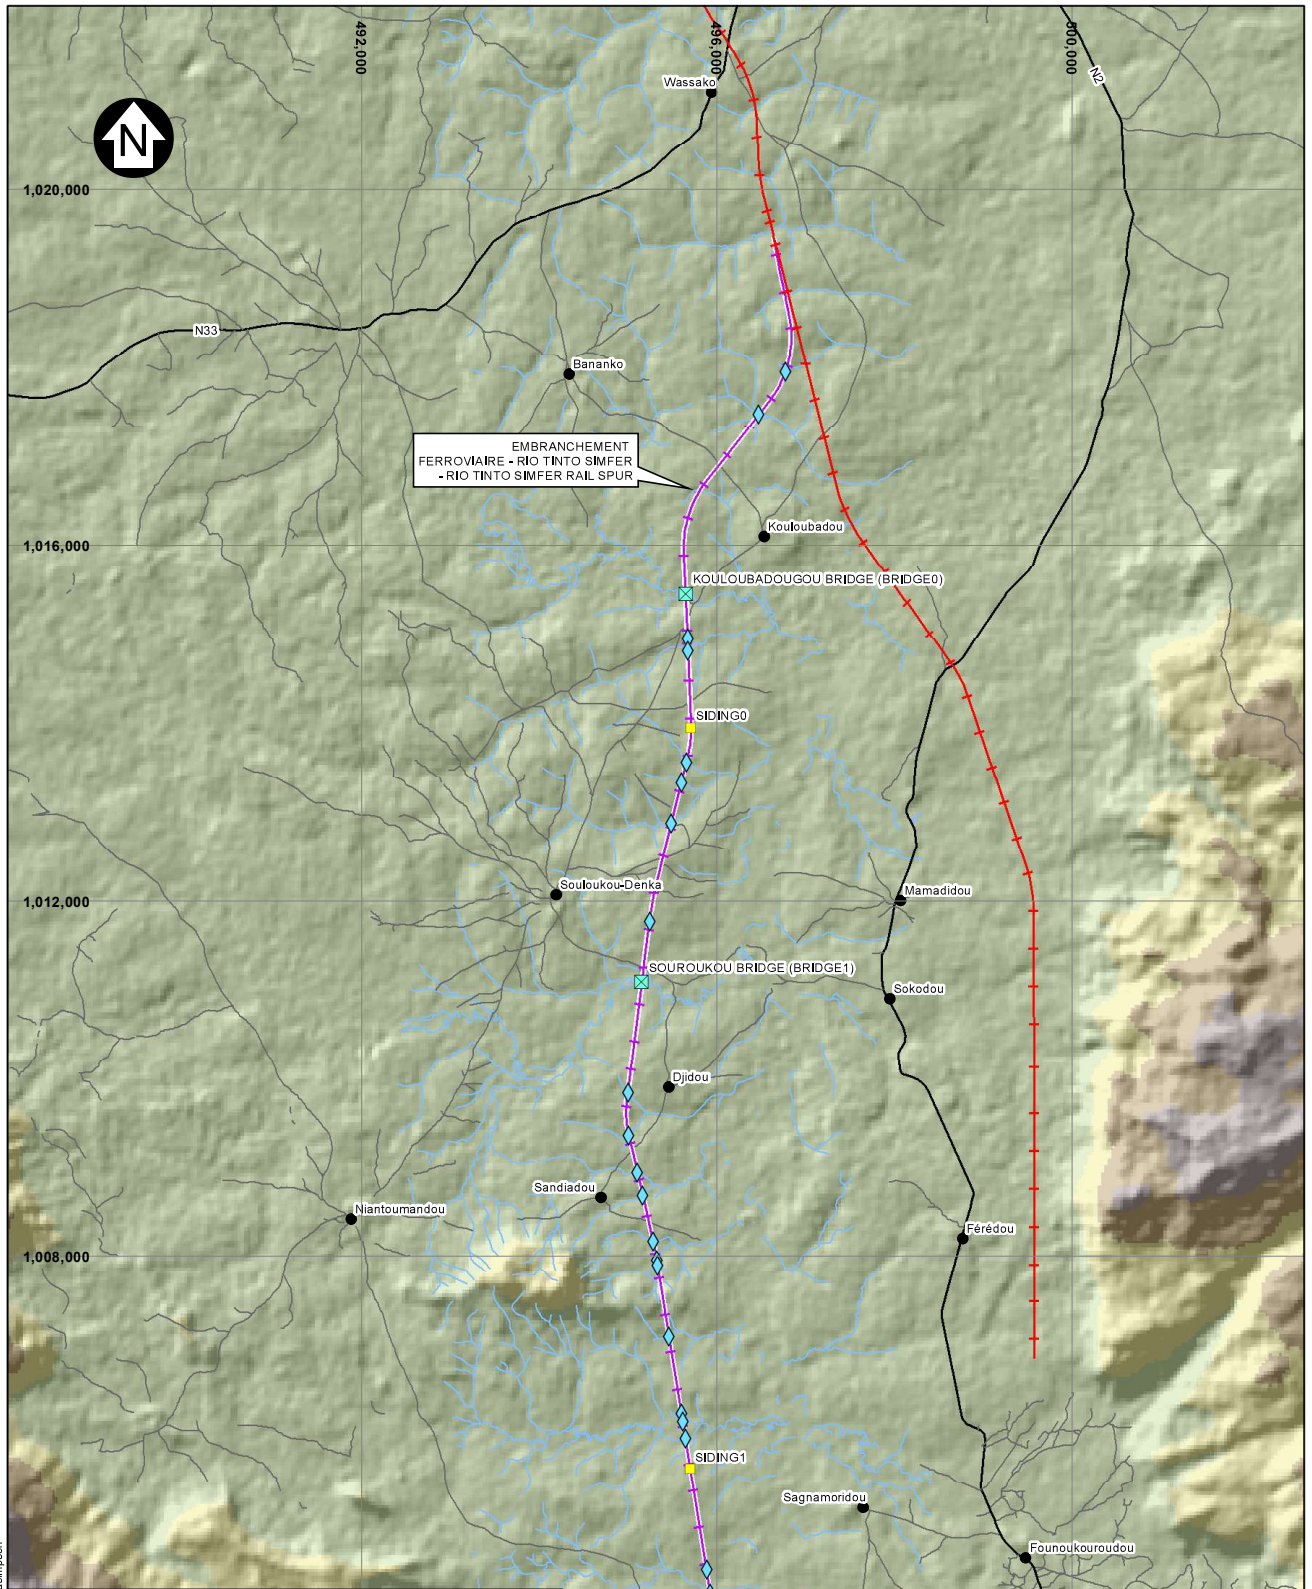 492,000
496,000
500,000
N2
Wassako
N
1,020,000
N33
Bananko
EMBRANCHEMENT
FERROVIAIRE - RIO TINTO SIMFER
- RIO TINTO SIMFER RAIL SPUR
Kouloubadou
1,016,000
KOULOUBADOUGOU BRIDGE (BRIDGE0)
SIDING0
Souloukou-Denka
Mamadidou
1,012,000
SOUROUKOU BRIDGE (BRIDGE1)
Sokodou
Djidou
Sandiadou
Niantoumandou
Férédou
1,008,000
SIDING1
Sagnamoridou
Founoukouroudou